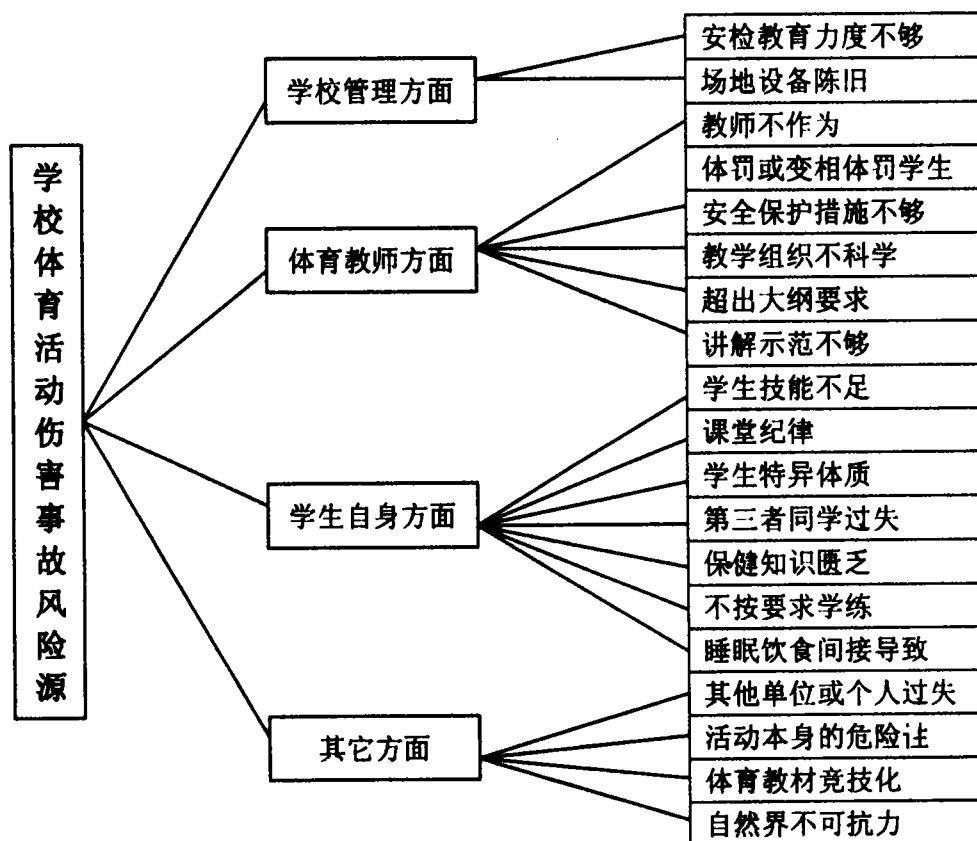 学校体育活动伤害事故风险源
学校管理方面
安检教育力度不够
场地设备陈旧
体育教师方面
教师不作为
体罚或变相体罚学生
安全保护措施不够
教学组织不科学
超出大纲要求
讲解示范不够
学生自身方面
学生技能不足
课堂纪律
学生特异体质
第三者同学过失
保健知识匮乏
不按要求学练
睡眠饮食间接导致
其它方面
其他单位或个人过失
活动本身的危险性
体育教材竞技化
自然界不可抗力